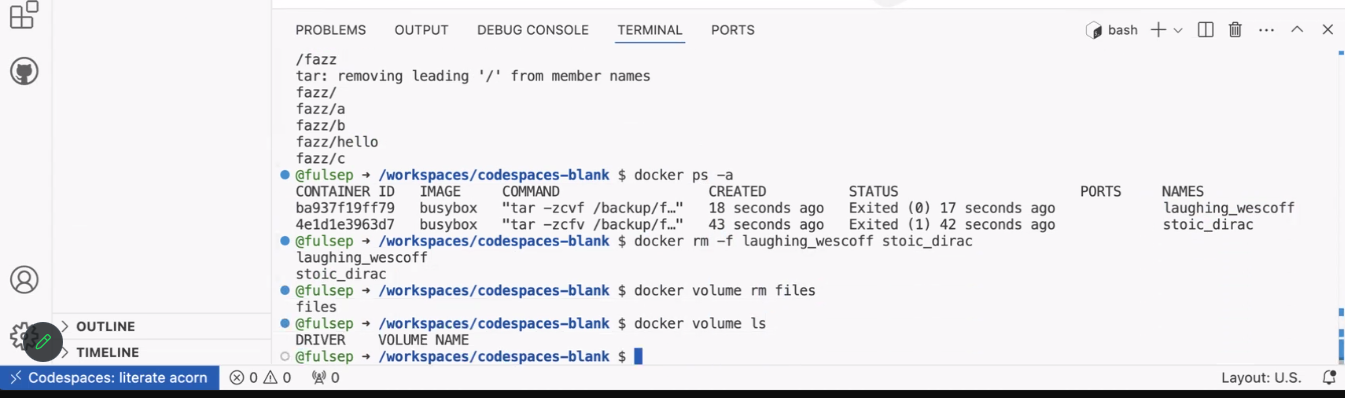 PROBLEMS OUTPUT DEBUG CONSOLE TERMINAL PORTS bash
/fazz
tar: removing leading '/' from member names
fazz/
fazz/a
fazz/b
fazz/hello
fazz/c
@fulsep → /workspaces/codespaces-blank $ docker ps -a
CONTAINER ID IMAGE COMMAND CREATED STATUS PORTS NAMES
ba937f19ff79 busybox "tar -zcvf /backup/f…" 18 seconds ago Exited (0) 17 seconds ago laughing_wescoff
4e1d1e3963d7 busybox "tar -zcfv /backup/f…" 43 seconds ago Exited (1) 42 seconds ago stoic_dirac
@fulsep → /workspaces/codespaces-blank $ docker rm -f laughing_wescoff stoic_dirac
laughing_wescoff
stoic_dirac
@fulsep → /workspaces/codespaces-blank $ docker volume rm files
files
@fulsep → /workspaces/codespaces-blank $ docker volume ls
DRIVER VOLUME NAME
@fulsep → /workspaces/codespaces-blank $
OUTLINE
TIMELINE
Codespaces: literate acorn 0 0 0 Layout: U.S.